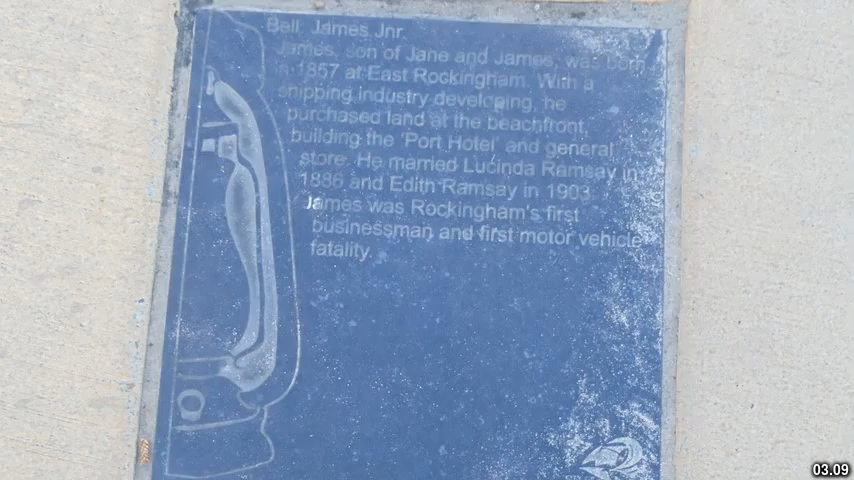 Bell, James Jnr.
James, son of Jane and James, was born
in 1857 at East Rockingham. With a
shipping industry developing, he
purchased land at the beachfront,
building the 'Port Hotel' and general
store. He married Lucinda Ramsay in
1886 and Edith Ramsay in 1903.
James was Rockingham's first
businessman and first motor vehicle
fatality.
03.09